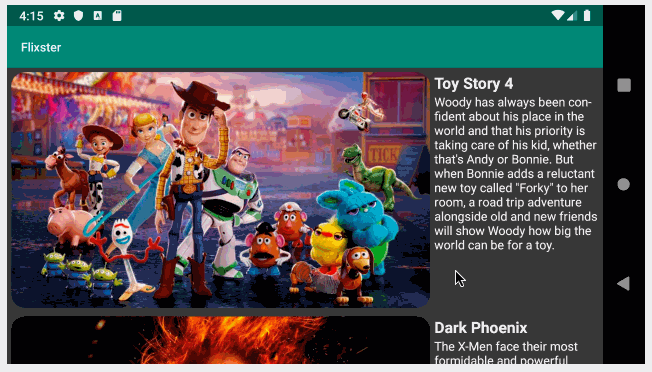 4:15
Flixster
TICK
Toy Story 4
Woody has always been con-
fident about his place in the
world and that his priority is
taking care of his kid, whether
that's Andy or Bonnie. But
when Bonnie adds a reluctant
new toy called "Forky" to her
room, a road trip adventure
alongside old and new friends
will show Woody how big the
world can be for a toy.
Dark Phoenix
The X-Men face their most
formidable and powerful